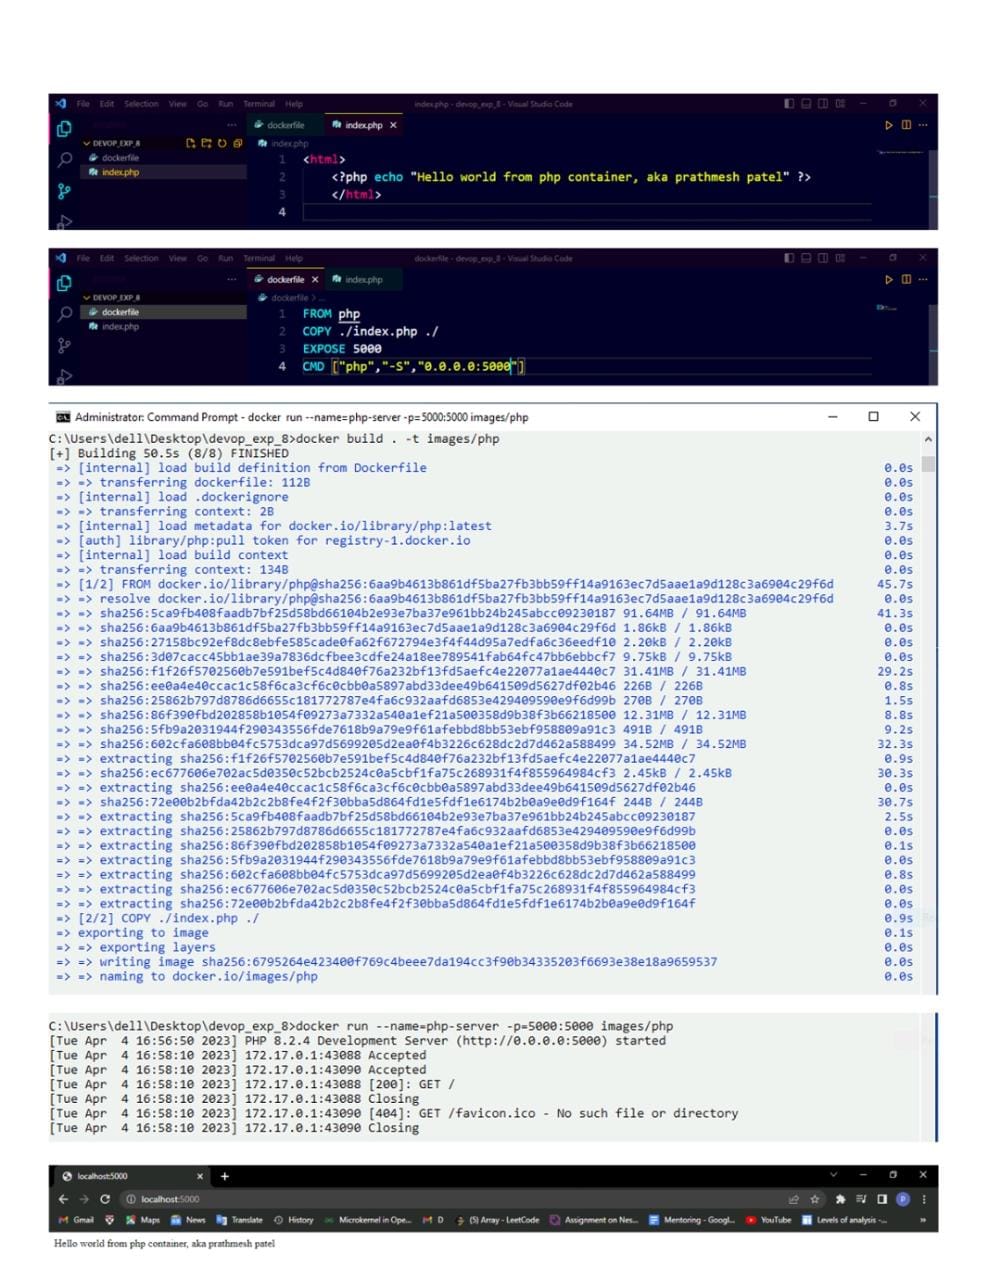 File Edit Selection View Go Run Terminal Help index.php - devop_exp_8 - Visual Studio Code
... dockerfile index.php ×
DEVOP_EXP_8 index.php
dockerfile
index.php
1 <html>
2 <?php echo "Hello world from php container, aka prathmesh patel" ?>
3 </html>
4
File Edit Selection View Go Run Terminal Help dockerfile - devop_exp_8 - Visual Studio Code
... dockerfile × index.php
DEVOP_EXP_8 dockerfile > ...
dockerfile
index.php
1 FROM php
2 COPY ./index.php ./
3 EXPOSE 5000
4 CMD ["php","-S","0.0.0.0:5000"]
Administrator: Command Prompt - docker run --name=php-server -p=5000:5000 images/php
C:\Users\dell\Desktop\devop_exp_8>docker build . -t images/php
[+] Building 50.5s (8/8) FINISHED
=> [internal] load build definition from Dockerfile 0.0s
=> => transferring dockerfile: 112B 0.0s
=> [internal] load .dockerignore 0.0s
=> => transferring context: 2B 0.0s
=> [internal] load metadata for docker.io/library/php:latest 3.7s
=> [auth] library/php:pull token for registry-1.docker.io 0.0s
=> [internal] load build context 0.0s
=> => transferring context: 134B 0.0s
=> [1/2] FROM docker.io/library/php@sha256:6aa9b4613b861df5ba27fb3bb59ff14a9163ec7d5aae1a9d128c3a6904c29f6d 45.7s
=> => resolve docker.io/library/php@sha256:6aa9b4613b861df5ba27fb3bb59ff14a9163ec7d5aae1a9d128c3a6904c29f6d 0.0s
=> => sha256:5ca9fb408faadb7bf25d58bd66104b2e93e7ba37e961bb24b245abcc09230187 91.64MB / 91.64MB 41.3s
=> => sha256:6aa9b4613b861df5ba27fb3bb59ff14a9163ec7d5aae1a9d128c3a6904c29f6d 1.86kB / 1.86kB 0.0s
=> => sha256:27158bc92ef8dc8ebfe585cade0fa62f672794e3f4f44d95a7edfa6c36eedf10 2.20kB / 2.20kB 0.0s
=> => sha256:3d07cacc45bb1ae39a7836dcfbee3cdfe24a18ee789541fab64fc47bb6ebbcf7 9.75kB / 9.75kB 0.0s
=> => sha256:f1f26f5702560b7e591bef5c4d840f76a232bf13fd5aefc4e22077a1ae4440c7 31.41MB / 31.41MB 29.2s
=> => sha256:ee0a4e40ccac1c58f6ca3cf6c0cbb0a5897abd33dee49b641509d5627df02b46 226B / 226B 0.8s
=> => sha256:25862b797d8786d6655c181772787e4fa6c932aafd6853e429409590e9f6d99b 270B / 270B 1.5s
=> => sha256:86f390fbd202858b1054f09273a7332a540a1ef21a500358d9b38f3b66218500 12.31MB / 12.31MB 8.8s
=> => sha256:5fb9a2031944f290343556fde7618b9a79e9f61afebbd8bb53ebf958809a91c3 491B / 491B 9.2s
=> => sha256:602cfa608bb04fc5753dca97d5699205d2ea0f4b3226c628dc2d7d462a588499 34.52MB / 34.52MB 32.3s
=> => extracting sha256:f1f26f5702560b7e591bef5c4d840f76a232bf13fd5aefc4e22077a1ae4440c7 0.9s
=> => sha256:ec677606e702ac5d0350c52bcb2524c0a5cbf1fa75c268931f4f855964984cf3 2.45kB / 2.45kB 30.3s
=> => extracting sha256:ee0a4e40ccac1c58f6ca3cf6c0cbb0a5897abd33dee49b641509d5627df02b46 0.0s
=> => sha256:72e00b2bfda42b2c2b8fe4f2f30bba5d864fd1e5fdf1e6174b2b0a9e0d9f164f 244B / 244B 30.7s
=> => extracting sha256:5ca9fb408faadb7bf25d58bd66104b2e93e7ba37e961bb24b245abcc09230187 2.5s
=> => extracting sha256:25862b797d8786d6655c181772787e4fa6c932aafd6853e429409590e9f6d99b 0.0s
=> => extracting sha256:86f390fbd202858b1054f09273a7332a540a1ef21a500358d9b38f3b66218500 0.1s
=> => extracting sha256:5fb9a2031944f290343556fde7618b9a79e9f61afebbd8bb53ebf958809a91c3 0.0s
=> => extracting sha256:602cfa608bb04fc5753dca97d5699205d2ea0f4b3226c628dc2d7d462a588499 0.8s
=> => extracting sha256:ec677606e702ac5d0350c52bcb2524c0a5cbf1fa75c268931f4f855964984cf3 0.0s
=> => extracting sha256:72e00b2bfda42b2c2b8fe4f2f30bba5d864fd1e5fdf1e6174b2b0a9e0d9f164f 0.0s
=> [2/2] COPY ./index.php ./ 0.9s
=> exporting to image 0.1s
=> => exporting layers 0.0s
=> => writing image sha256:6795264e423400f769c4beee7da194cc3f90b34335203f6693e38e18a9659537 0.0s
=> => naming to docker.io/images/php 0.0s
C:\Users\dell\Desktop\devop_exp_8>docker run --name=php-server -p=5000:5000 images/php
[Tue Apr  4 16:56:50 2023] PHP 8.2.4 Development Server (http://0.0.0.0:5000) started
[Tue Apr  4 16:58:10 2023] 172.17.0.1:43088 Accepted
[Tue Apr  4 16:58:10 2023] 172.17.0.1:43090 Accepted
[Tue Apr  4 16:58:10 2023] 172.17.0.1:43088 [200]: GET /
[Tue Apr  4 16:58:10 2023] 172.17.0.1:43088 Closing
[Tue Apr  4 16:58:10 2023] 172.17.0.1:43090 [404]: GET /favicon.ico - No such file or directory
[Tue Apr  4 16:58:10 2023] 172.17.0.1:43090 Closing
localhost:5000
localhost:5000
Gmail Maps News Translate History Microkernel in Ope... M D (5) Array - LeetCode Assignment on Nes... Mentoring - Googl... YouTube Levels of analysis -... »
Hello world from php container, aka prathmesh patel